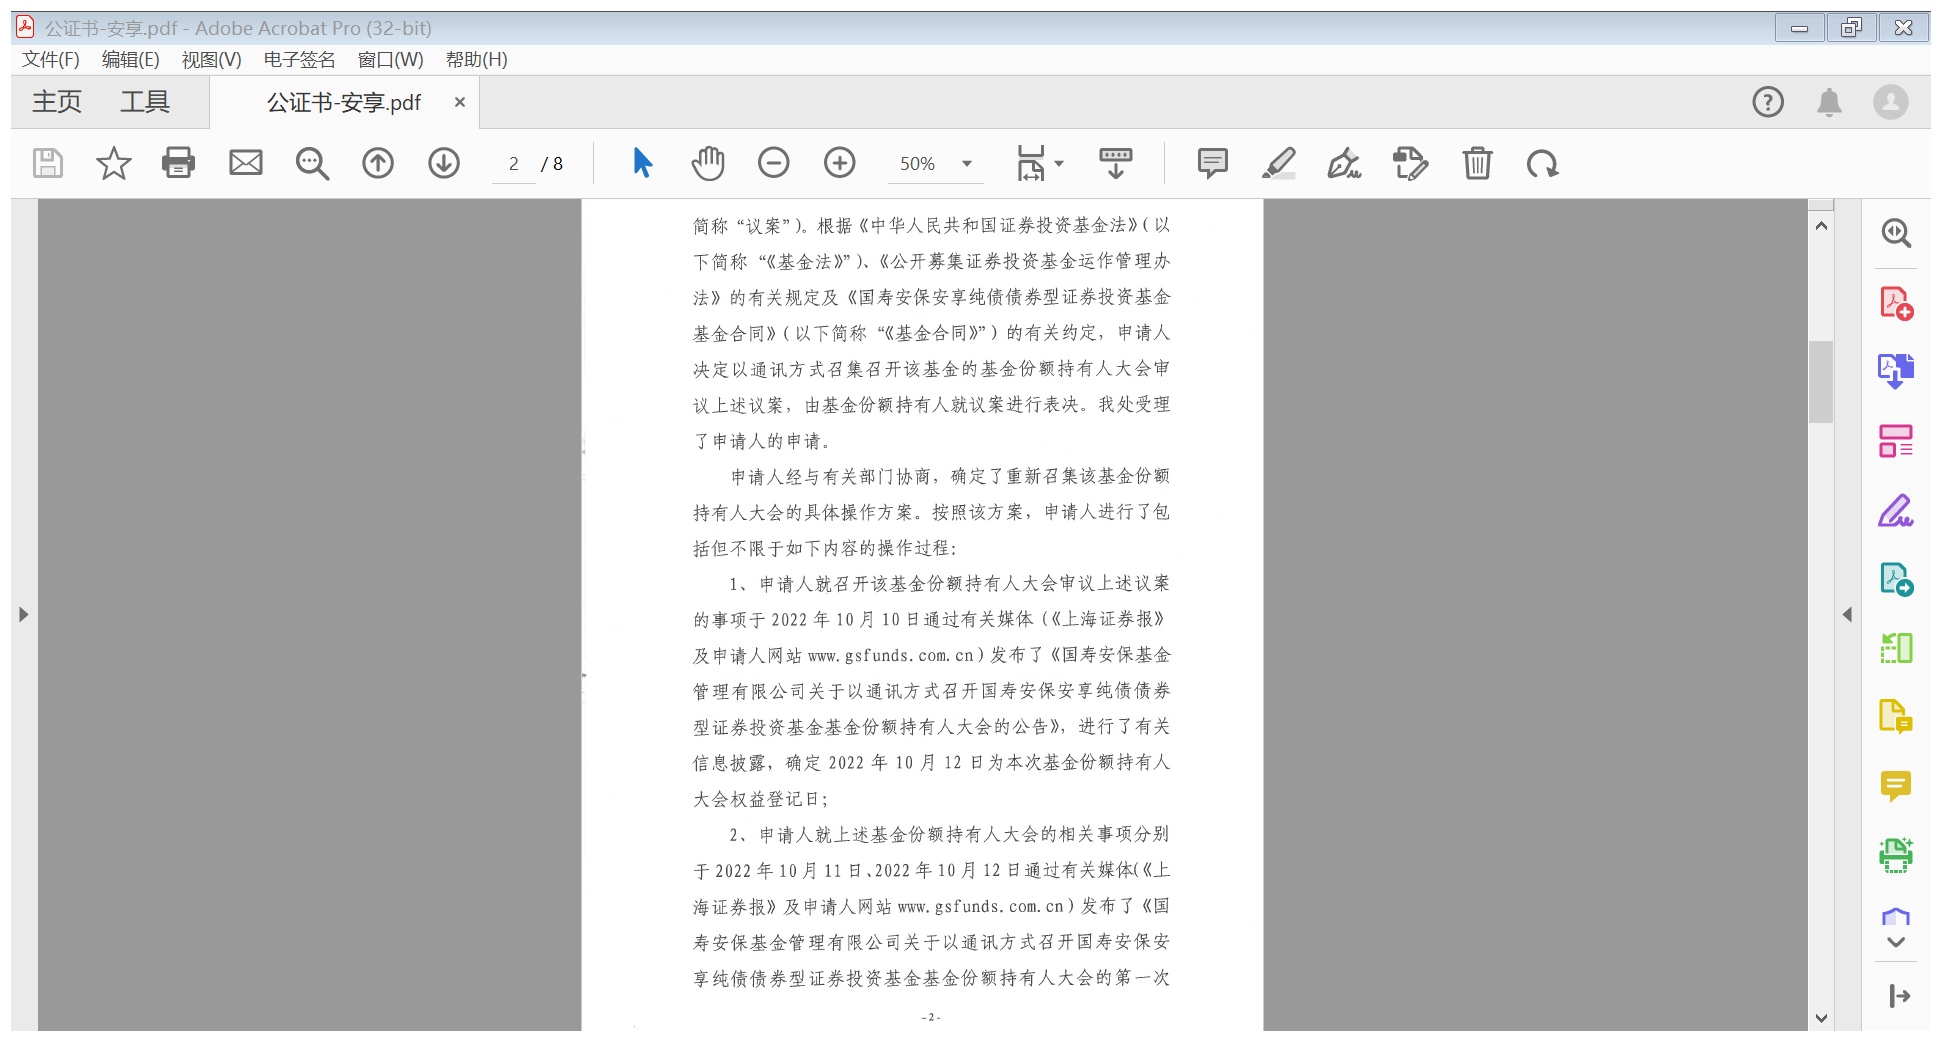 公证书-安享.pdf - Adobe Acrobat Pro (32-bit)
文件(F) 编辑(E) 视图(V) 电子签名 窗口(W) 帮助(H)
主页 工具 公证书-安享.pdf ×
2 / 8 50%
简称“议案”)。根据《中华人民共和国证券投资基金法》(以
下简称“《基金法》”)、《公开募集证券投资基金运作管理办
法》的有关规定及《国寿安保安享纯债债券型证券投资基金
基金合同》(以下简称“《基金合同》”)的有关约定，申请人
决定以通讯方式召集召开该基金的基金份额持有人大会审
议上述议案，由基金份额持有人就议案进行表决。我处受理
了申请人的申请。
申请人经与有关部门协商，确定了重新召集该基金份额
持有人大会的具体操作方案。按照该方案，申请人进行了包
括但不限于如下内容的操作过程：
1、申请人就召开该基金份额持有人大会审议上述议案
的事项于2022年10月10日通过有关媒体(《上海证券报》
及申请人网站www.gsfunds.com.cn)发布了《国寿安保基金
管理有限公司关于以通讯方式召开国寿安保安享纯债债券
型证券投资基金基金份额持有人大会的公告》，进行了有关
信息披露，确定2022年10月12日为本次基金份额持有人
大会权益登记日；
2、申请人就上述基金份额持有人大会的相关事项分别
于2022年10月11日、2022年10月12日通过有关媒体(《上
海证券报》及申请人网站www.gsfunds.com.cn)发布了《国
寿安保基金管理有限公司关于以通讯方式召开国寿安保安
享纯债债券型证券投资基金基金份额持有人大会的第一次
-2-